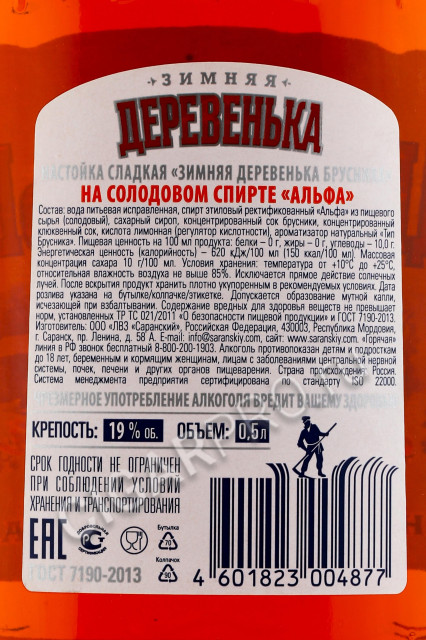 ЗИМНЯЯ
ДЕРЕВЕНЬКА
НАСТОЙКА СЛАДКАЯ «ЗИМНЯЯ ДЕРЕВЕНЬКА БРУСНИКА»
НА СОЛОДОВОМ СПИРТЕ «АЛЬФА»
Состав: вода питьевая исправленная, спирт этиловый ректификованный «Альфа» из пищевого
сырья (солодовый), сахарный сироп, концентрированный сок брусники, концентрированный
клюквенный сок, кислота лимонная (регулятор кислотности), ароматизатор натуральный «Тип
Брусника». Пищевая ценность на 100 мл продукта: белки – 0 г, жиры – 0 г, углеводы – 10,0 г.
Энергетическая ценность (калорийность) – 620 кДж/100 мл (150 ккал/100 мл). Массовая
концентрация сахара 10 г/100 мл. Условия хранения: температура от +10°С до +25°С,
относительная влажность воздуха не выше 85%. Исключается прямое действие солнечных
лучей. После вскрытия продукт хранить плотно укупоренным в рекомендуемых условиях. Дата
розлива указана на бутылке/колпачке/этикетке. Допускается образование мутной капли,
исчезающей при взбалтывании. Содержание вредных для здоровья веществ не превышает
норм, установленных ТР ТС 021/2011 «О безопасности пищевой продукции» и ГОСТ 7190-2013.
Изготовитель: ООО «ЛВЗ «Саранский», Российская Федерация, 430003, Республика Мордовия,
г. Саранск, пр. Ленина, д. 58 А. E-mail: info@saranskiy.com, www.saranskiy.com. «Горячая»
линия в РФ звонок бесплатный 8-800-200-1903. Алкоголь противопоказан детям и подросткам
до 18 лет, беременным и кормящим женщинам, лицам с заболеваниями центральной нервной
системы, почек, печени и других органов пищеварения. Страна происхождения: Россия.
Система менеджмента предприятия сертифицирована по стандарту ISO 22000.
ЧРЕЗМЕРНОЕ УПОТРЕБЛЕНИЕ АЛКОГОЛЯ ВРЕДИТ ВАШЕМУ ЗДОРОВЬЮ
КРЕПОСТЬ: 19 % ОБ. ОБЪЕМ: 0,5 л
СРОК ГОДНОСТИ НЕ ОГРАНИЧЕН
ПРИ СОБЛЮДЕНИИ УСЛОВИЙ
ХРАНЕНИЯ И ТРАНСПОРТИРОВАНИЯ
ЕАС
ДОБРОВОЛЬНАЯ СЕРТИФИКАЦИЯ
Бутылка
70
Колпачок
90
ГОСТ 7190-2013
4 601823 004877